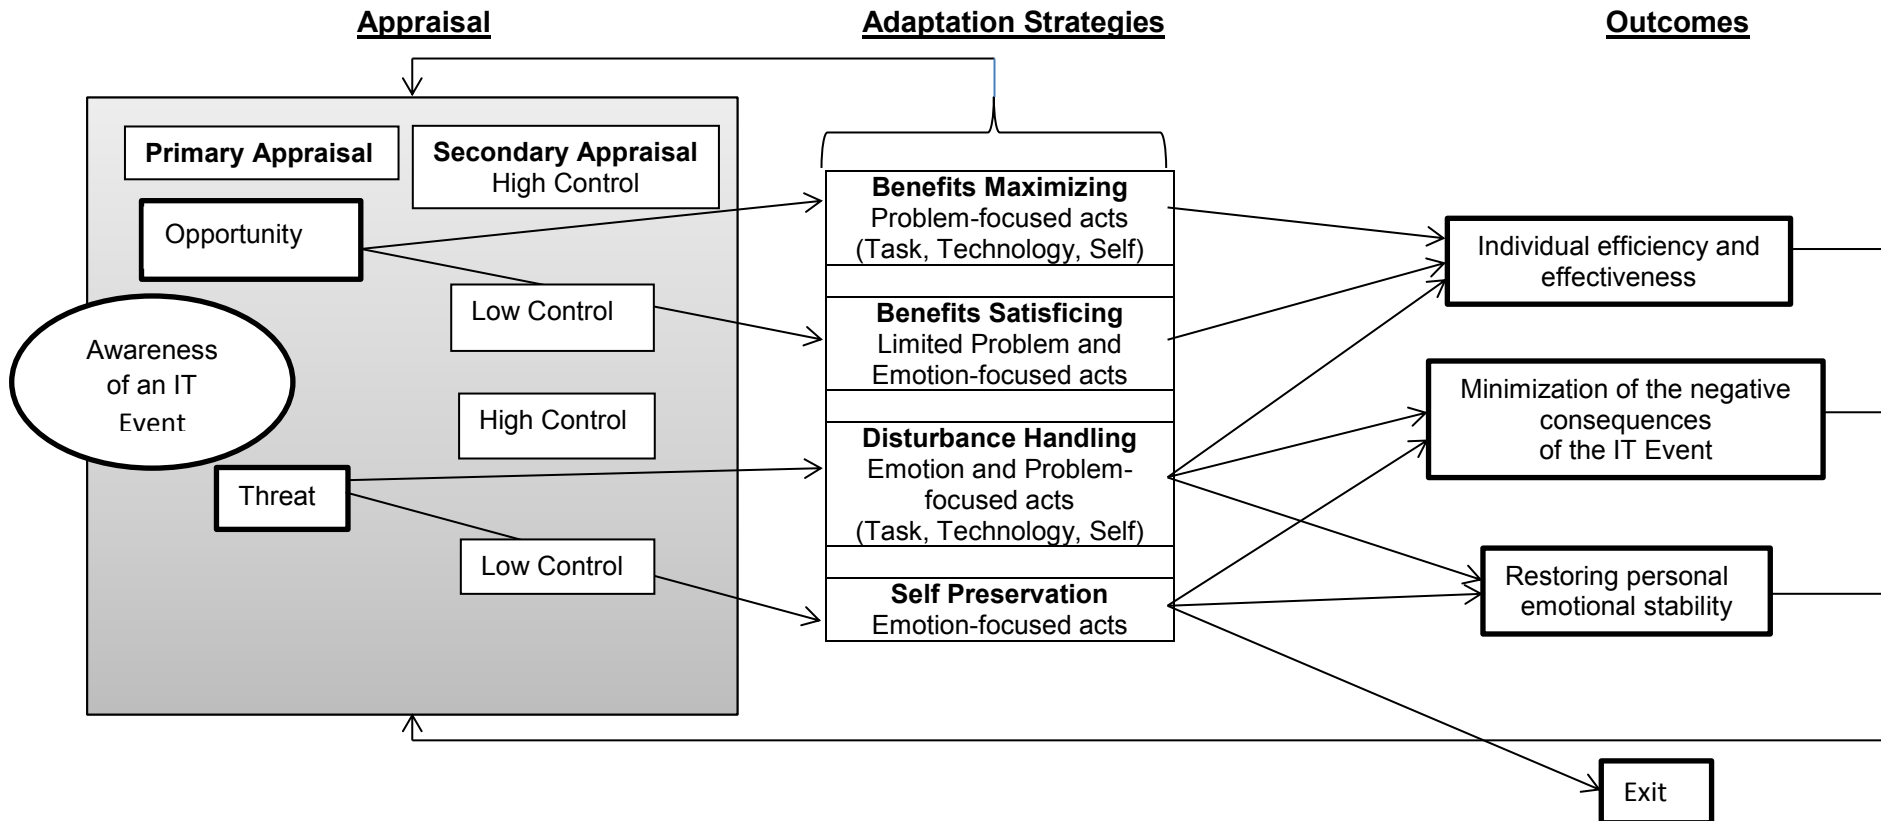 Appraisal
Adaptation Strategies
Outcomes
Primary Appraisal
Secondary Appraisal
High Control
Opportunity
Low Control
Awareness
of an IT
Event
High Control
Threat
Low Control
Benefits Maximizing
Problem-focused acts
(Task, Technology, Self)
Benefits Satisficing
Limited Problem and
Emotion-focused acts
Disturbance Handling
Emotion and Problem-
focused acts
(Task, Technology, Self)
Self Preservation
Emotion-focused acts
Individual efficiency and
effectiveness
Minimization of the negative
consequences
of the IT Event
Restoring personal
emotional stability
Exit